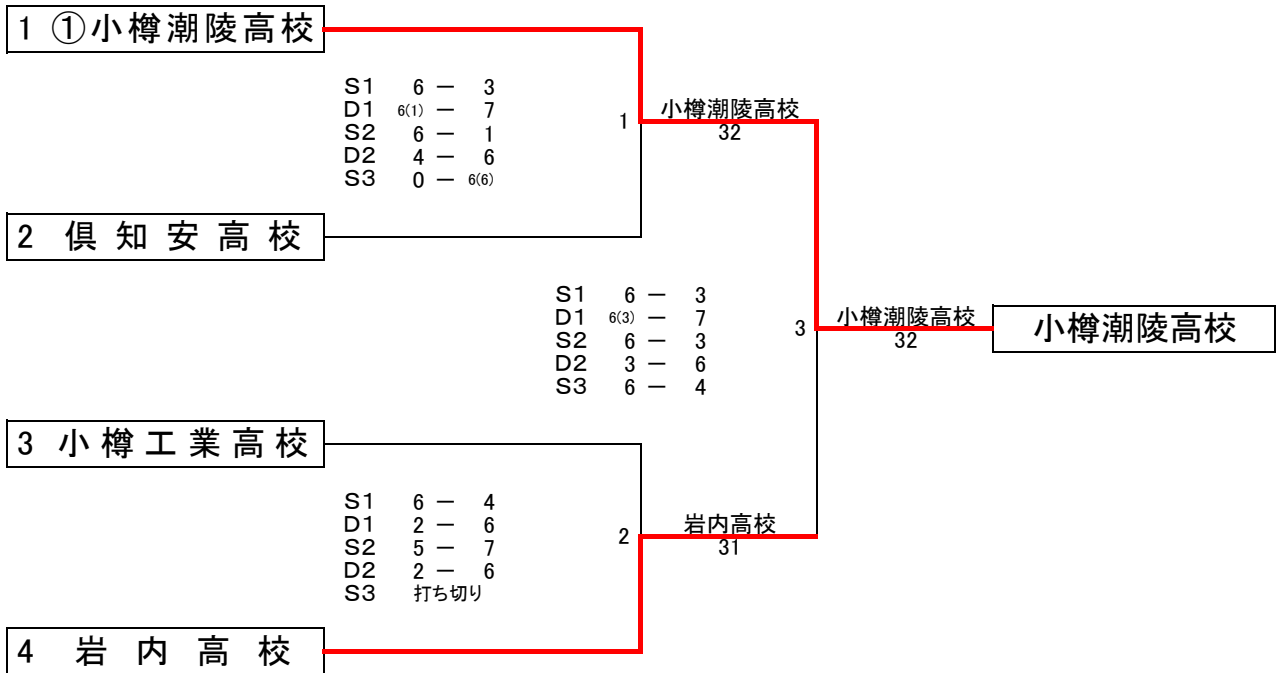 1 ①小樽潮陵高校
S1 6 － 3
D1 6(1) － 7
S2 6 － 1
D2 4 － 6
S3 0 － 6(6)
1
小樽潮陵高校
32
2 倶知安高校
S1 6 － 3
D1 6(3) － 7
S2 6 － 3
D2 3 － 6
S3 6 － 4
3
小樽潮陵高校
32
小樽潮陵高校
3 小樽工業高校
S1 6 － 4
D1 2 － 6
S2 5 － 7
D2 2 － 6
S3 打ち切り
2
岩内高校
31
4 岩内高校